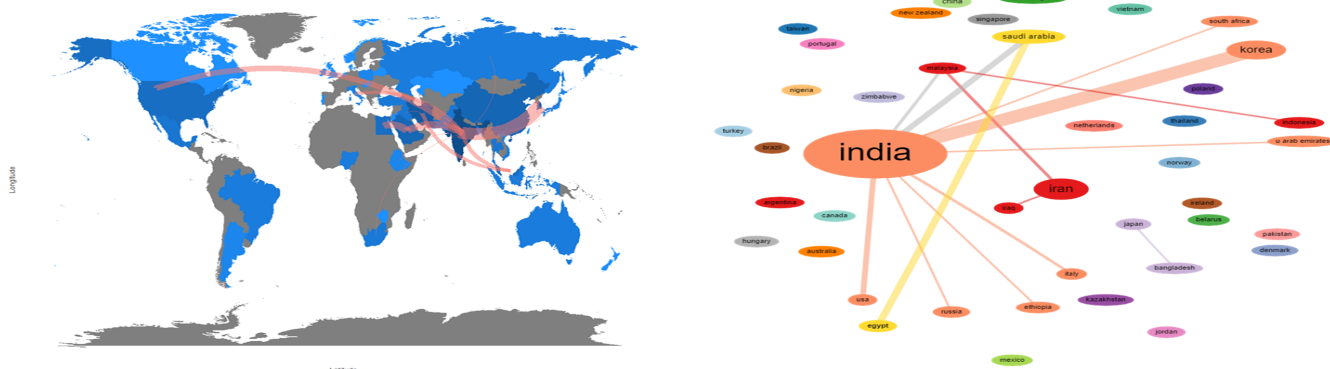 Longitude
china
new zealand
singapore
vietnam
south africa
taiwan
saudi arabia
portugal
korea
malaysia
nigeria
zimbabwe
poland
turkey
netherlands
thailand
indonesia
brazil
india
u arab emirates
norway
iran
argentina
iraq
ireland
canada
belarus
japan
pakistan
hungary
australia
denmark
italy
bangladesh
usa
kazakhstan
russia
ethiopia
egypt
jordan
mexico